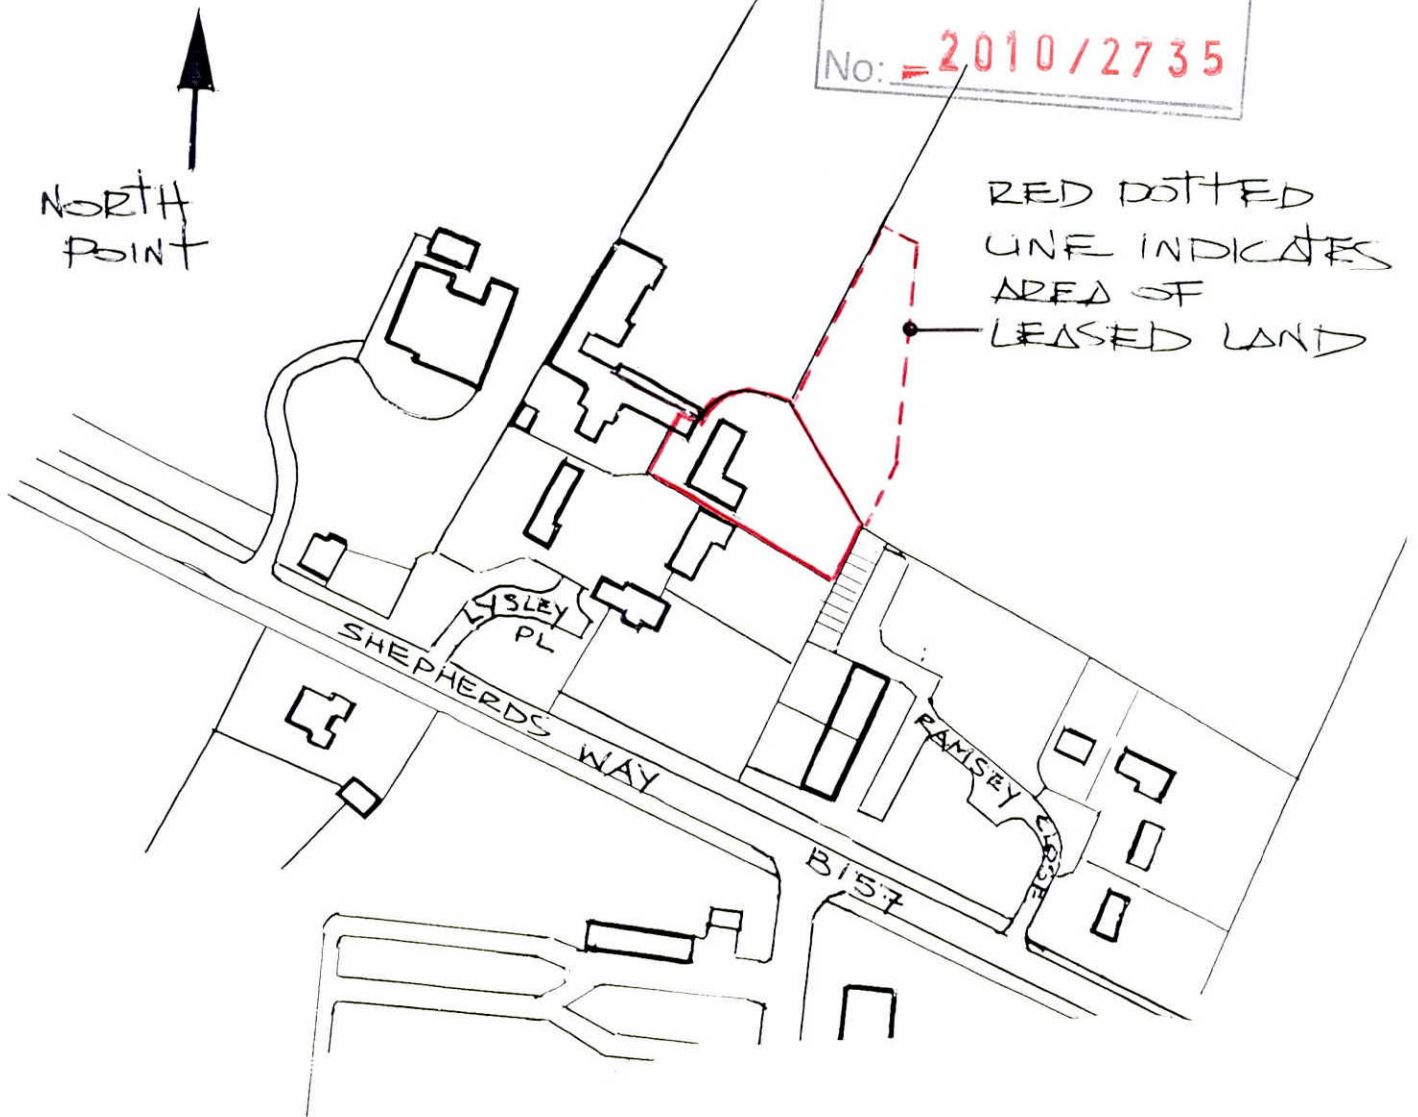 No: 2010/2735
NORTH
POINT
RED DOTTED
LINE INDICATES
AREA OF
LEASED LAND
LYSLEY
PL
SHEPHERDS WAY
B157
RAMSEY CLOSE